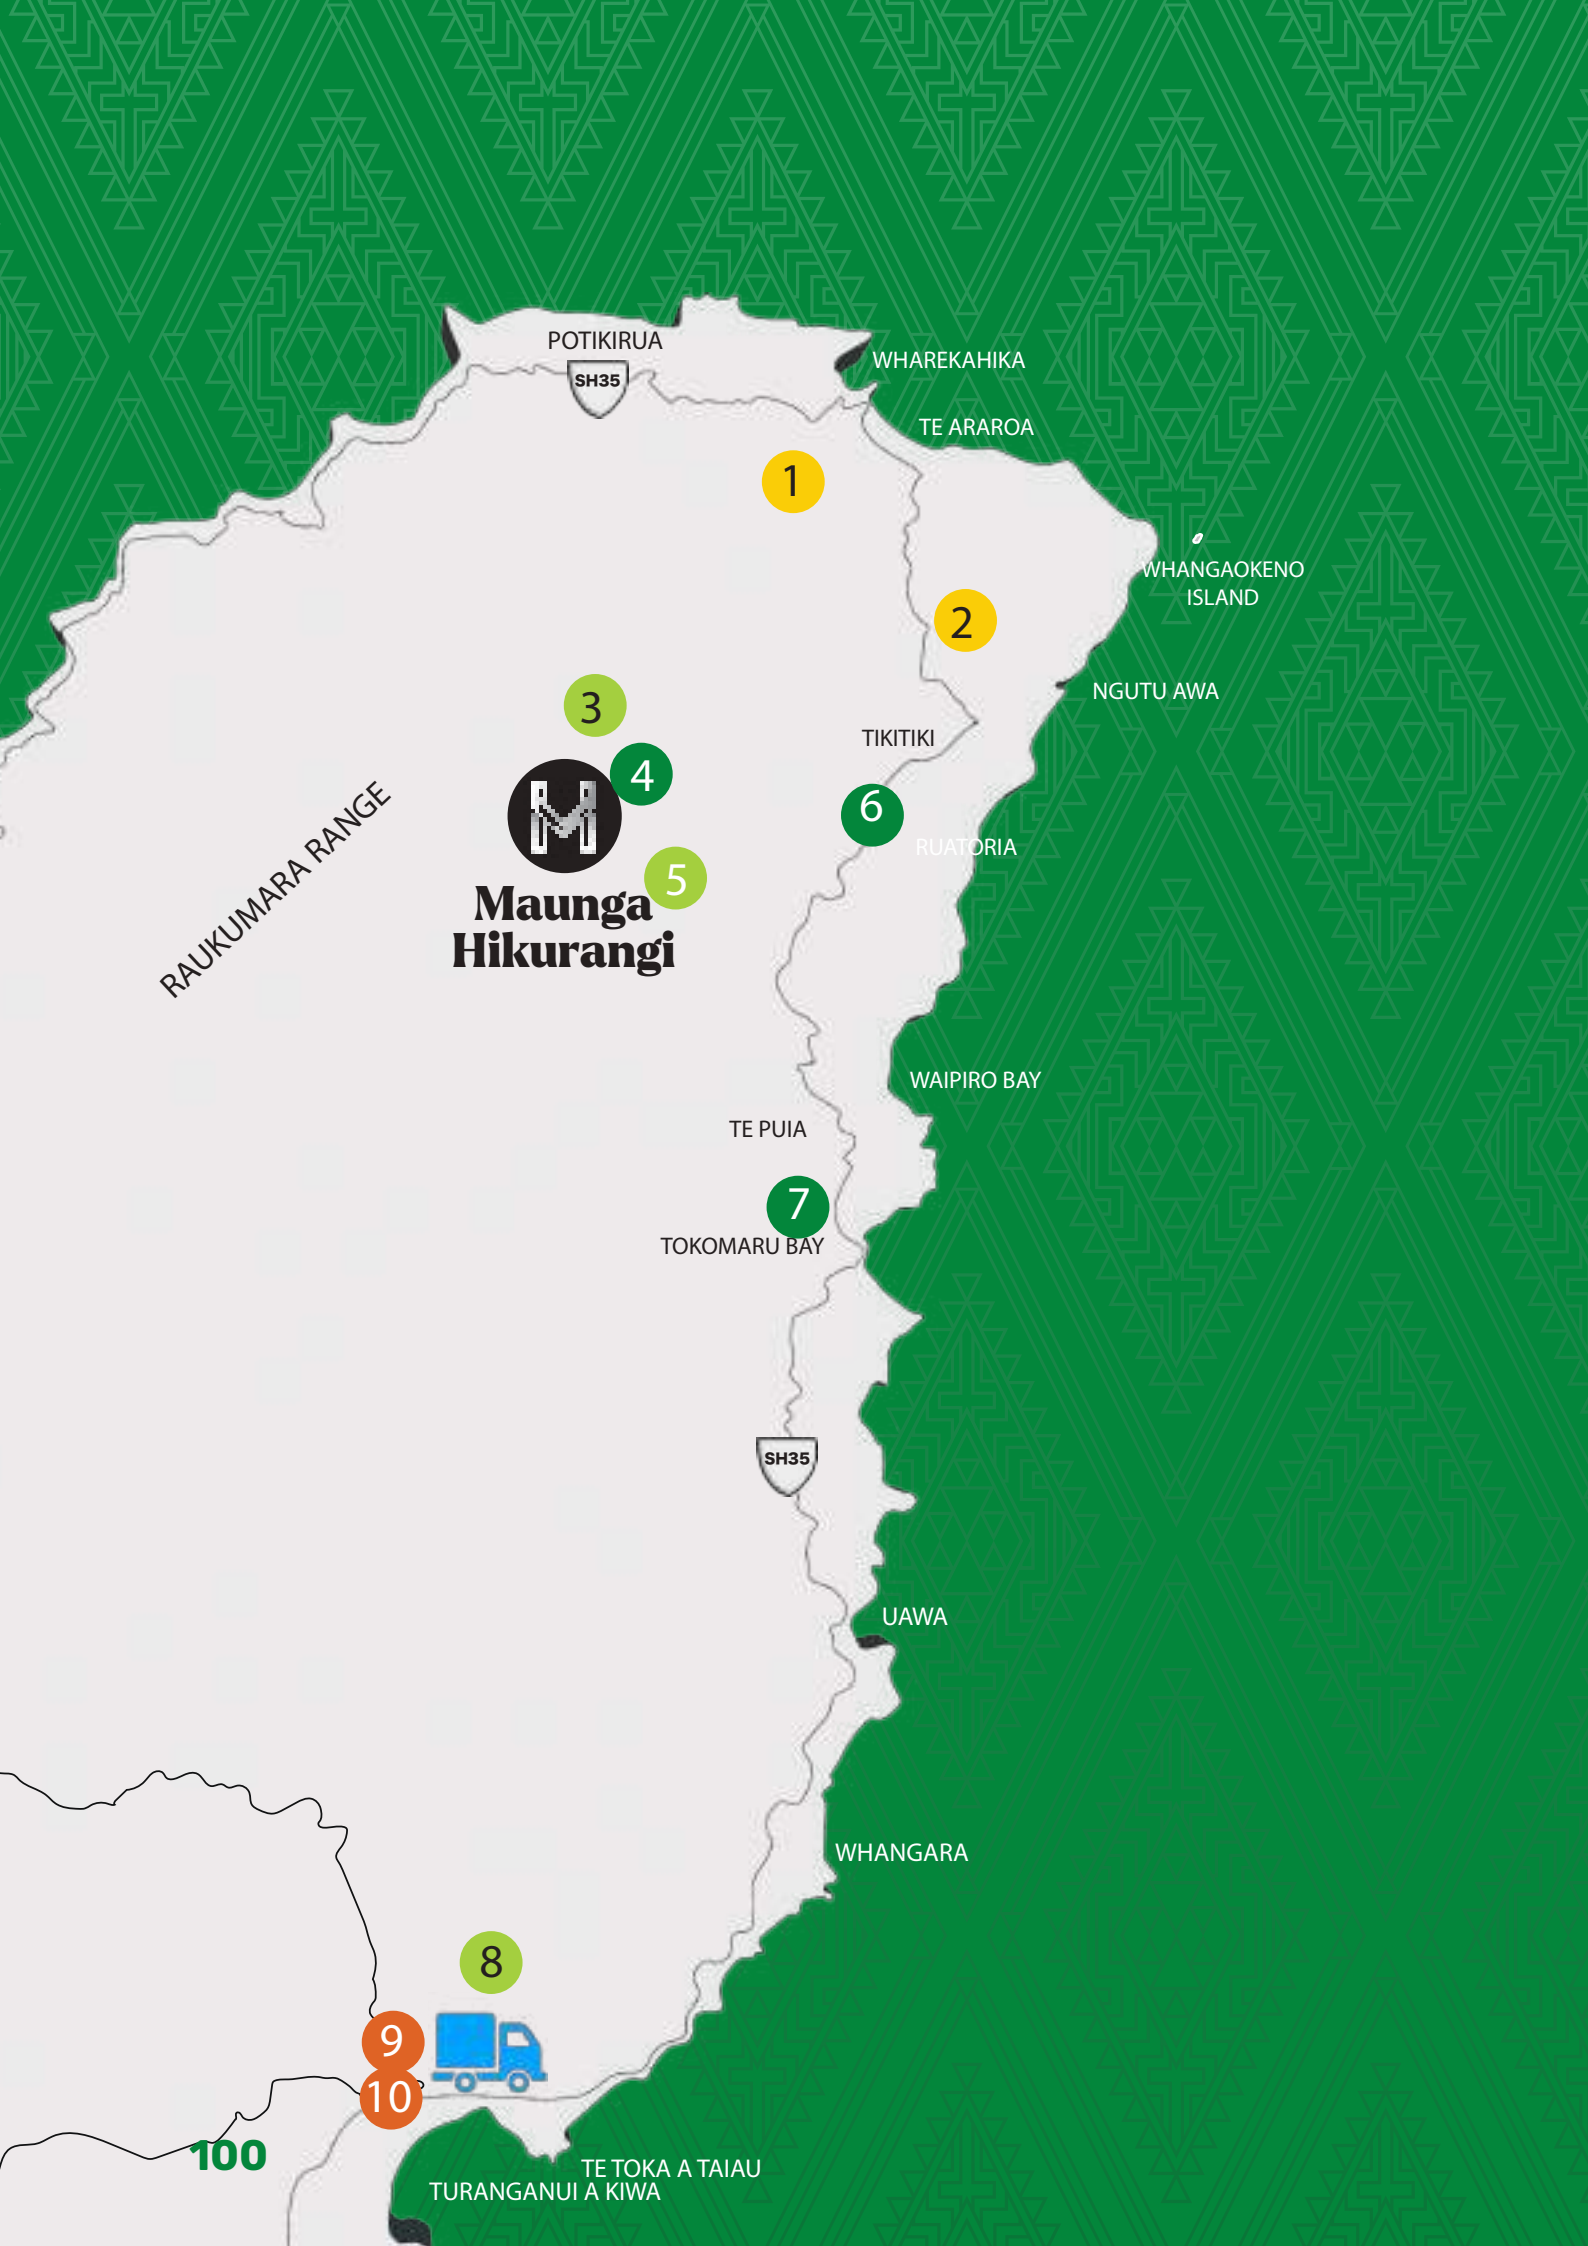 POTIKIRUA
SH35
WHAREKAHIKA
TE ARAROA
1
WHANGAOKENO
ISLAND
2
NGUTU AWA
3
TIKITIKI
4
6
RAUKUMARA RANGE
M
RUATORIA
5
Maunga
Hikurangi
WAIPIRO BAY
TE PUIA
7
TOKOMARU BAY
SH35
UAWA
WHANGARA
8
9
10
100
TE TOKA A TAIAU
TURANGANUI A KIWA